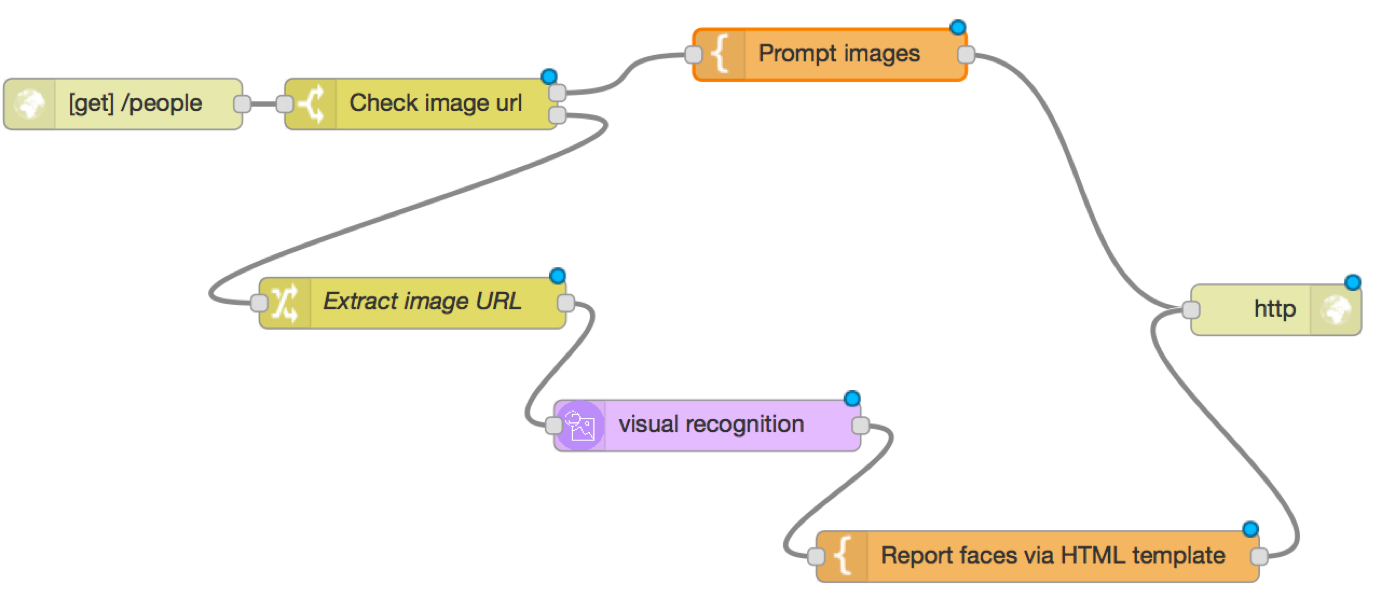 Prompt images
[get] /people
Check image url
Extract image URL
http
visual recognition
Report faces via HTML template